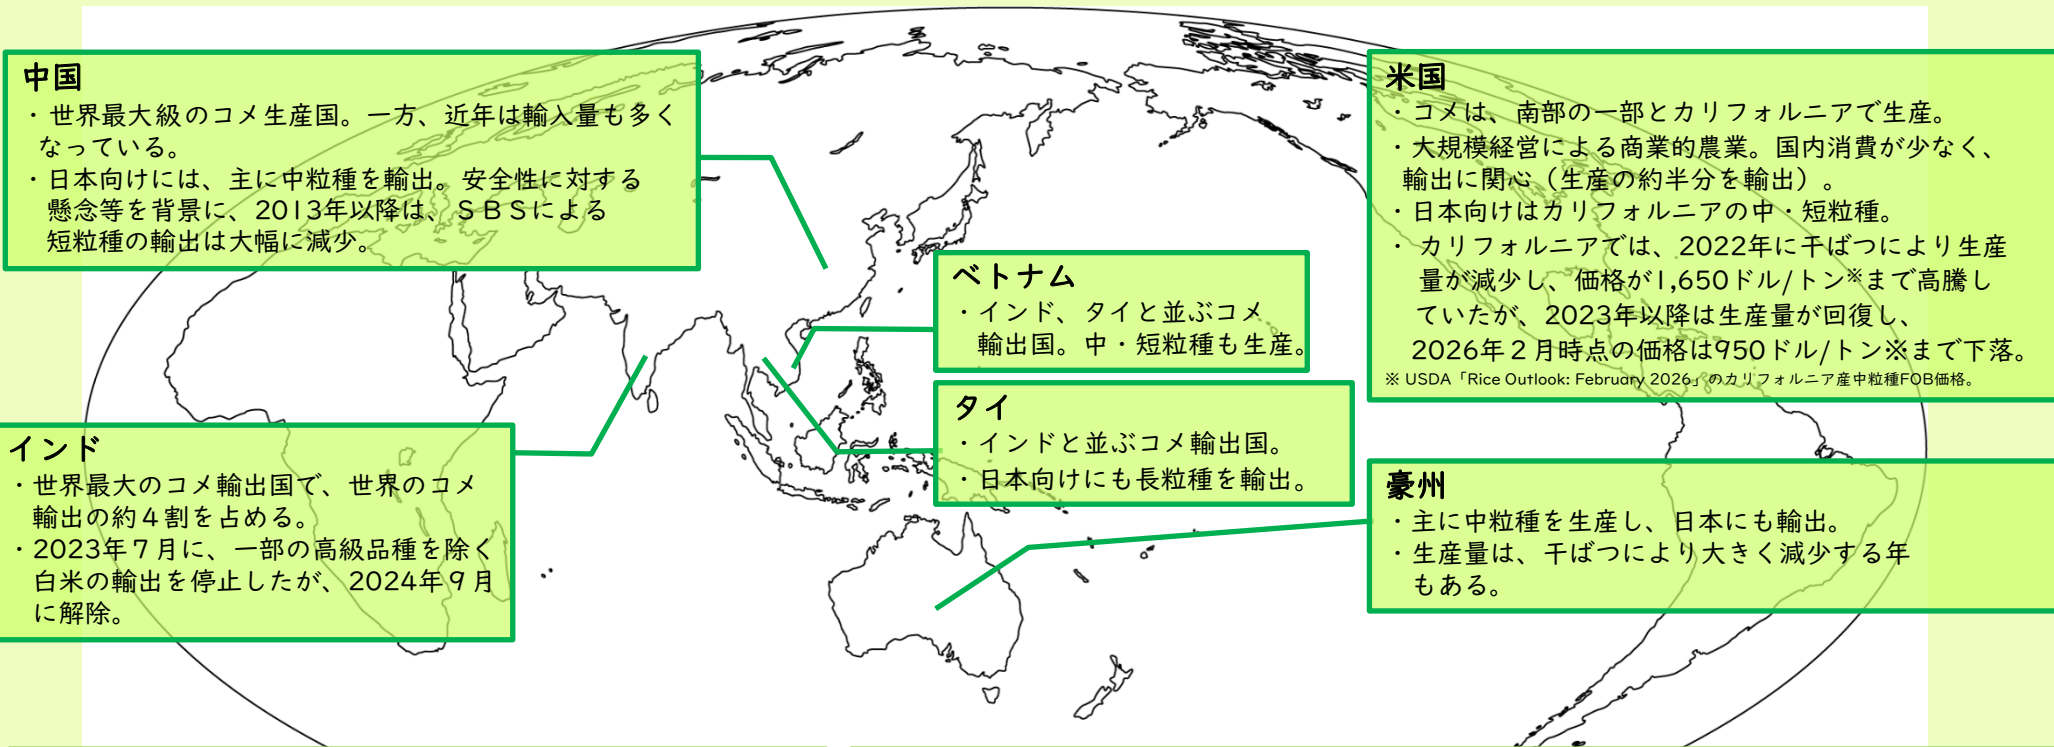 中国
・世界最大級のコメ生産国。一方、近年は輸入量も多く
なっている。
・日本向けには、主に中粒種を輸出。安全性に対する
懸念等を背景に、2013年以降は、ＳＢＳによる
短粒種の輸出は大幅に減少。
インド
・世界最大のコメ輸出国で、世界のコメ
輸出の約４割を占める。
・2023年７月に、一部の高級品種を除く
白米の輸出を停止したが、2024年９月
に解除。
ベトナム
・インド、タイと並ぶコメ
輸出国。中・短粒種も生産。
タイ
・インドと並ぶコメ輸出国。
・日本向けにも長粒種を輸出。
米国
・コメは、南部の一部とカリフォルニアで生産。
・大規模経営による商業的農業。国内消費が少なく、
輸出に関心（生産の約半分を輸出）。
・日本向けはカリフォルニアの中・短粒種。
・カリフォルニアでは、2022年に干ばつにより生産
量が減少し、価格が1,650ドル/トン※まで高騰し
ていたが、2023年以降は生産量が回復し、
2026年２月時点の価格は950ドル/トン※まで下落。
※ USDA「Rice Outlook: February 2026」のカリフォルニア産中粒種FOB価格。
豪州
・主に中粒種を生産し、日本にも輸出。
・生産量は、干ばつにより大きく減少する年
もある。